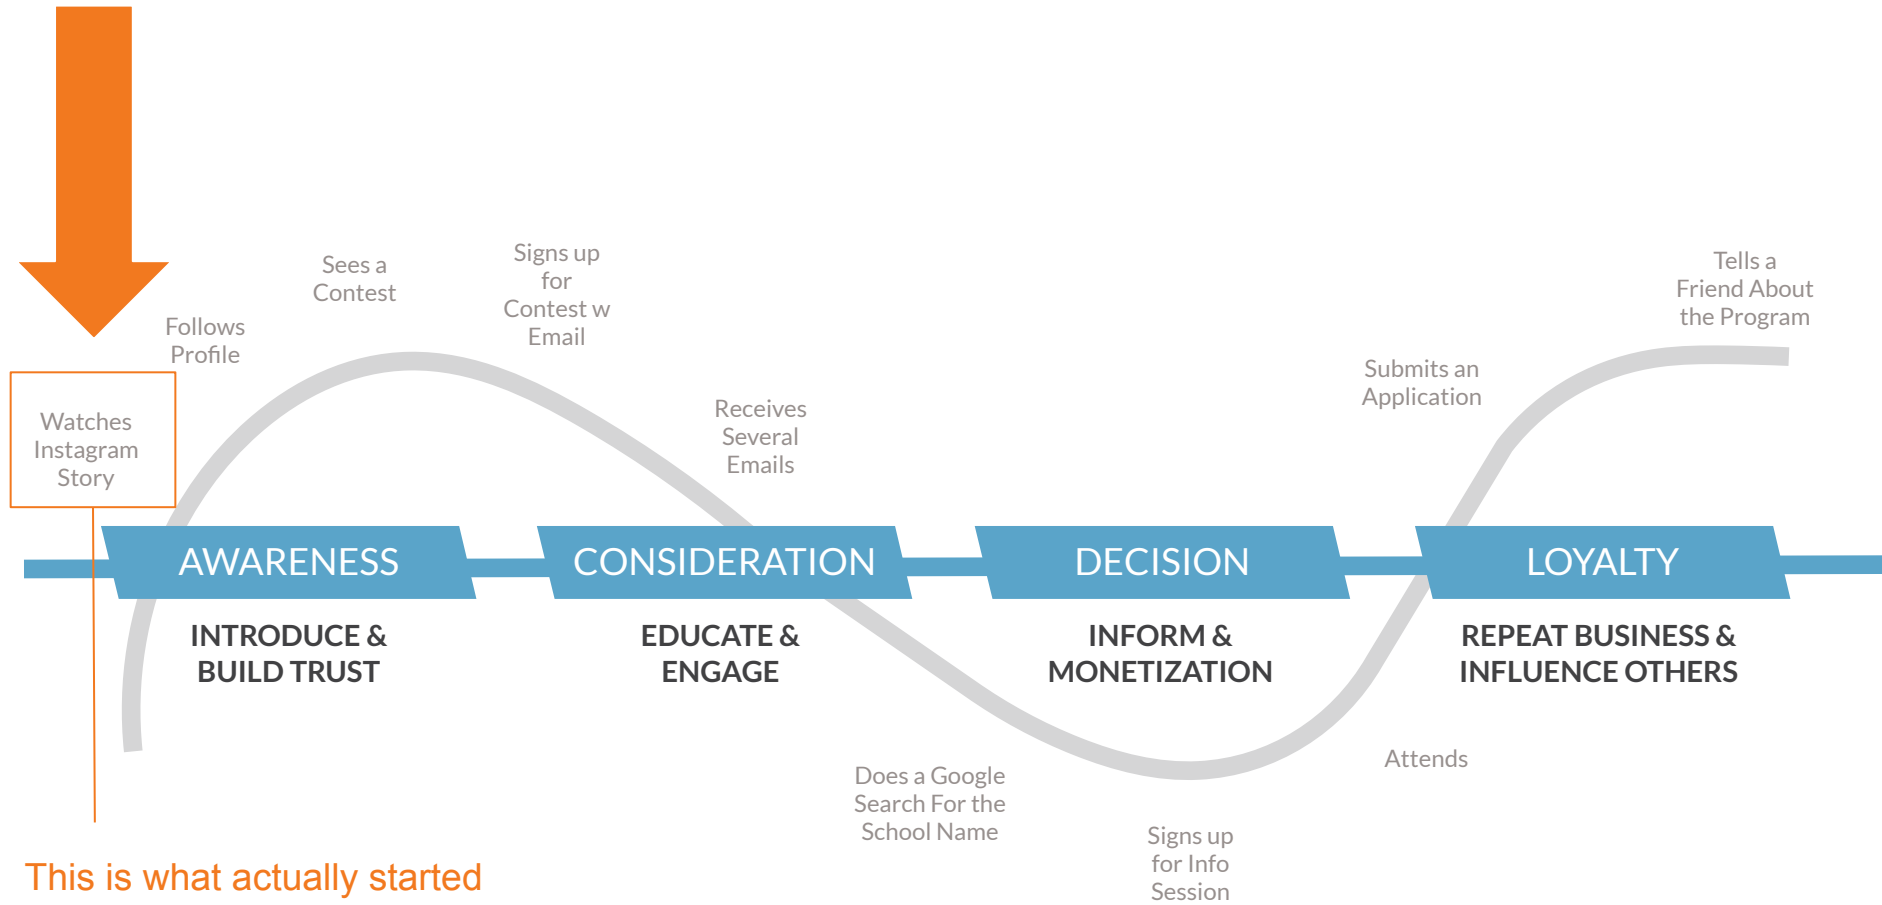 Follows
Profile
Sees a
Contest
Signs up
for
Contest w
Email
Tells a
Friend About
the Program
Watches
Instagram
Story
Receives
Several
Emails
Submits an
Application
AWARENESS
CONSIDERATION
DECISION
LOYALTY
INTRODUCE &
BUILD TRUST
EDUCATE &
ENGAGE
INFORM &
MONETIZATION
REPEAT BUSINESS &
INFLUENCE OTHERS
Does a Google
Search For the
School Name
Signs up
for Info
Session
Attends
This is what actually started